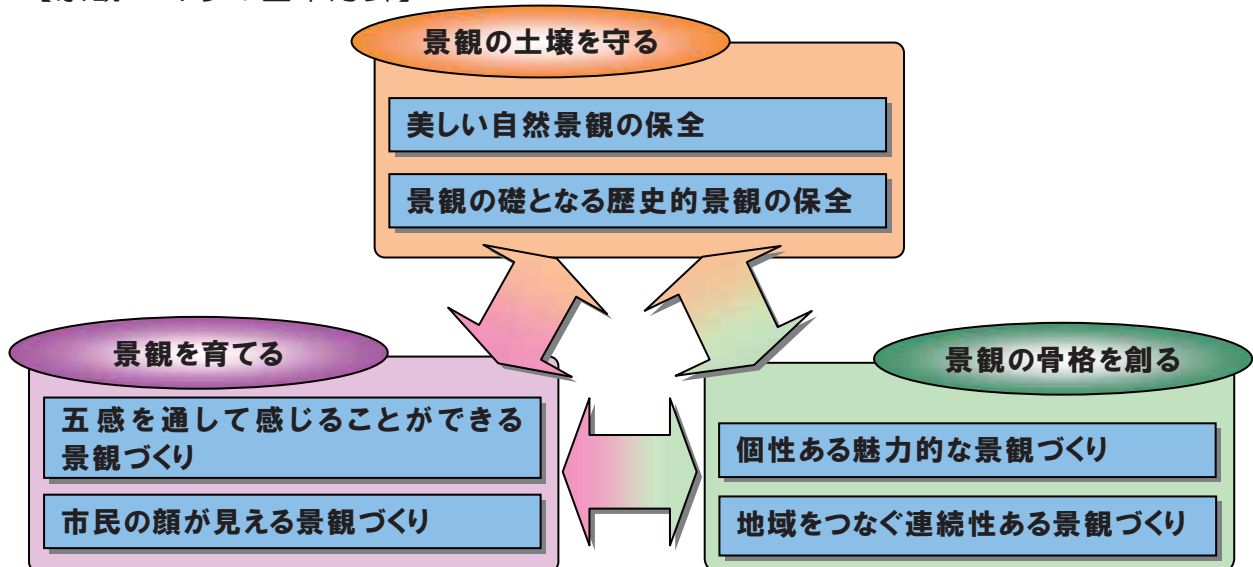 景観の土壌を守る
美しい自然景観の保全
景観の礎となる歴史的景観の保全
景観を育てる
五感を通して感じることができる
景観づくり
市民の顔が見える景観づくり
景観の骨格を創る
個性ある魅力的な景観づくり
地域をつなぐ連続性ある景観づくり